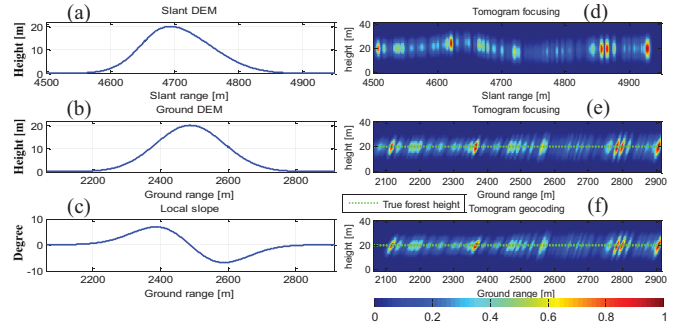 (a)
Slant DEM
Height [m]
20
10
0
4500 4600 4700 4800 4900
Slant range [m]
(b)
Ground DEM
Height [m]
20
10
0
2200 2400 2600 2800
Ground range [m]
(c)
Local slope
Degree
10
0
-10
2200 2400 2600 2800
Ground range [m]
Tomogram focusing
(d)
height [m]
40
20
0
4500 4600 4700 4800 4900
Slant range [m]
Tomogram focusing
(e)
height [m]
40
20
0
2100 2200 2300 2400 2500 2600 2700 2800 2900
Ground range [m]
True forest height
Tomogram geocoding
(f)
height [m]
40
20
0
2100 2200 2300 2400 2500 2600 2700 2800 2900
Ground range [m]
0 0.2 0.4 0.6 0.8 1